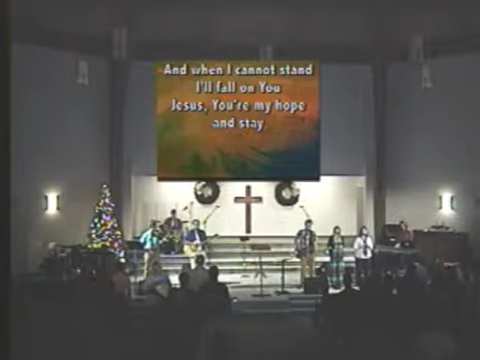 And when I cannot stand
I'll fall on You
Jesus, You're my hope
and stay